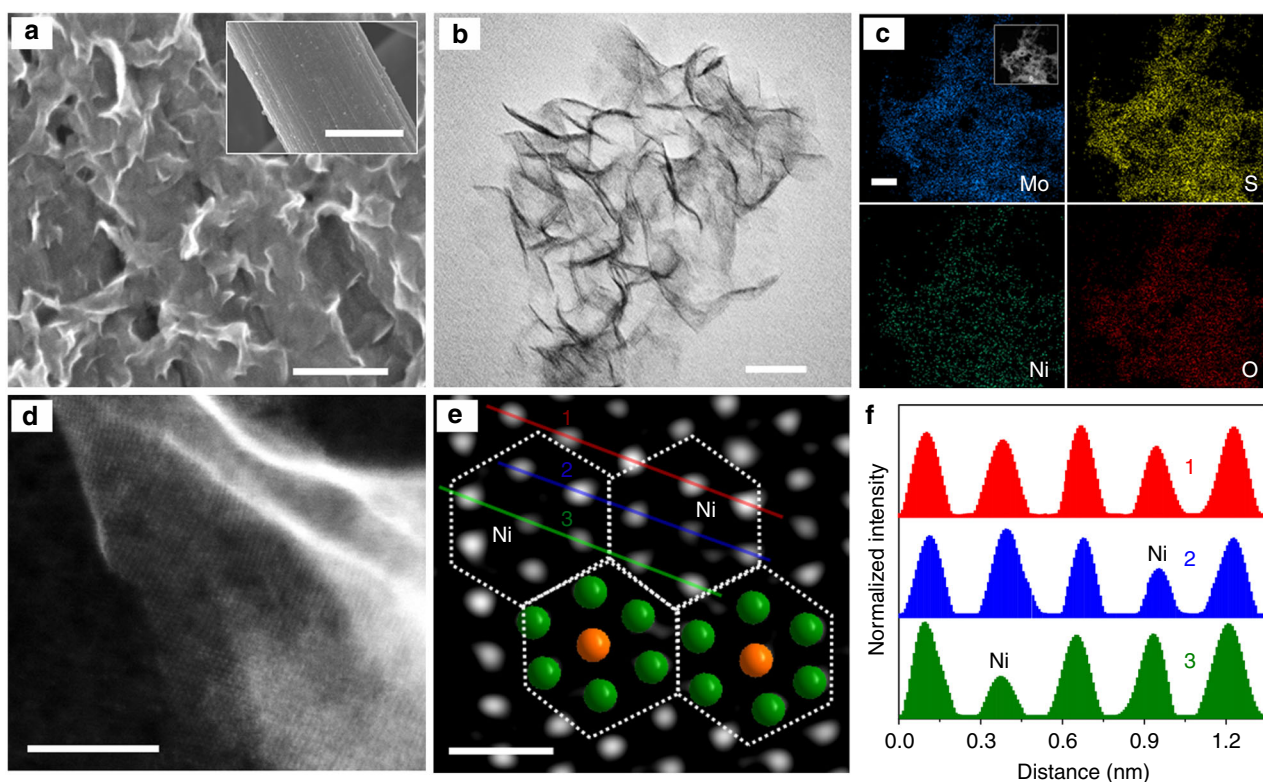 a
b
c
Mo
S
Ni
O
d
e
1
2
3
Ni
Ni
f
Normalized intensity
1
Ni
2
Ni
3
0.0 0.3 0.6 0.9 1.2
Distance (nm)